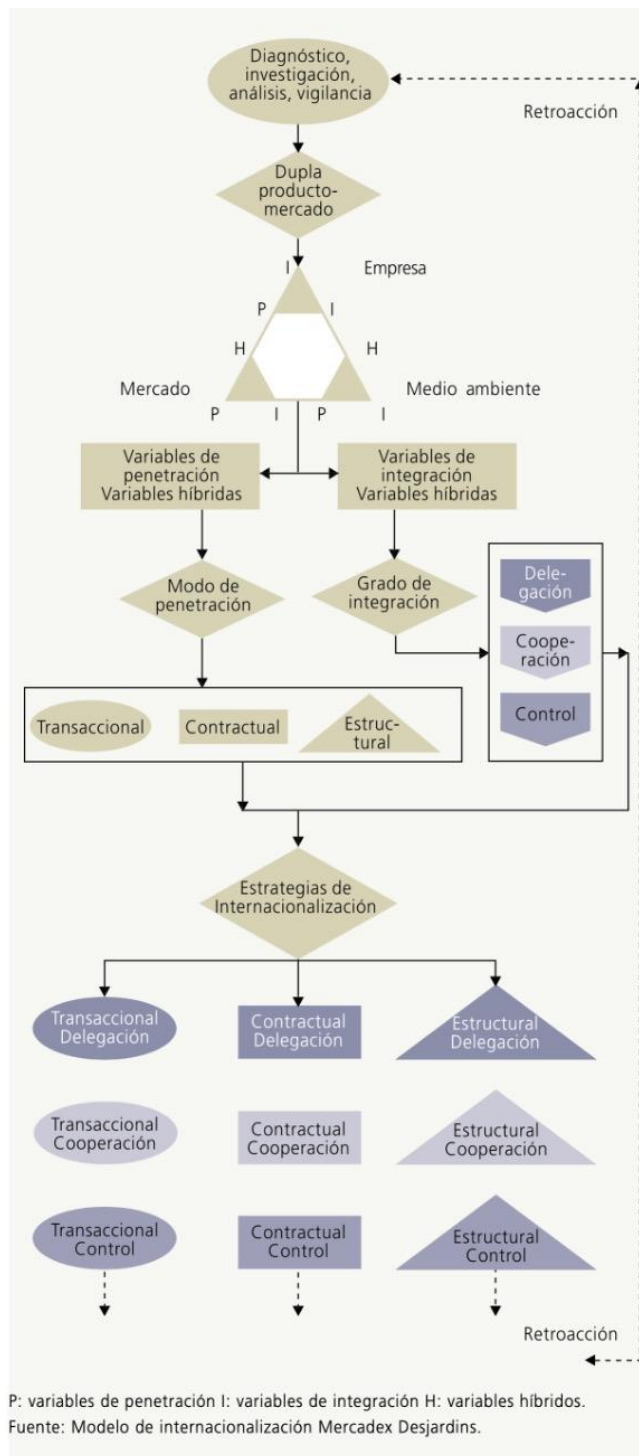 Diagnóstico,
investigación,
análisis, vigilancia
Retroacción
Dupla
producto-
mercado
I
Empresa
P
I
H
H
Mercado
Medio ambiente
P
I
P
I
Variables de
penetración
Variables híbridas
Variables de
integración
Variables híbridas
Modo de
penetración
Grado de
integración
Dele-
gación
Coope-
ración
Control
Transaccional
Contractual
Estruc-
tural
Estrategias de
Internacionalización
Transaccional
Delegación
Contractual
Delegación
Estructural
Delegación
Transaccional
Cooperación
Contractual
Cooperación
Estructural
Cooperación
Transaccional
Control
Contractual
Control
Estructural
Control
Retroacción
P: variables de penetración I: variables de integración H: variables híbridos.
Fuente: Modelo de internacionalización Mercadex Desjardins.